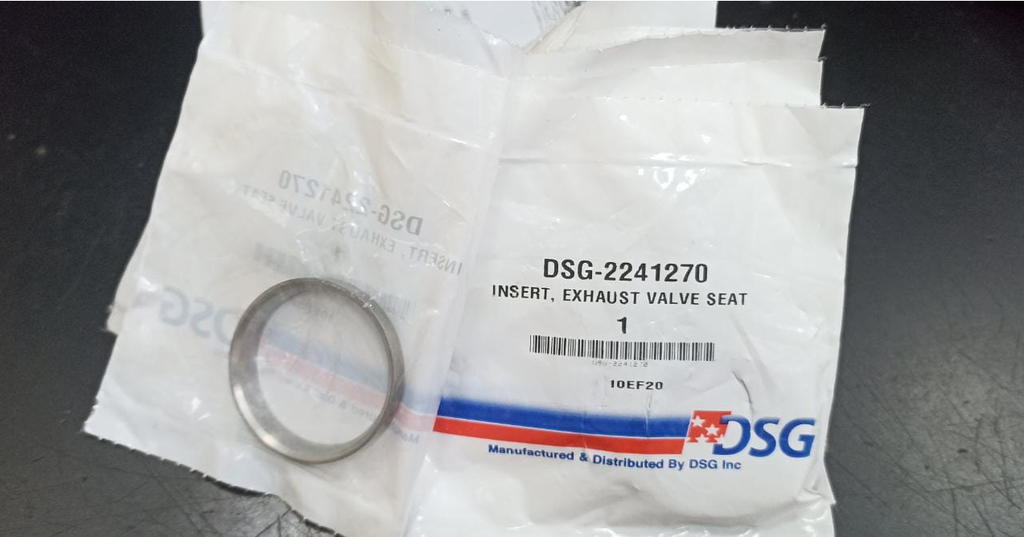 DSG-2241270
INSERT, EXHAUST VALVE SEAT
1
DSG-2241270
10EF20
DSG
Manufactured & Distributed By DSG Inc
DSG-2241270
INSERT, EXHAUST, VALVE SEAT
DSG